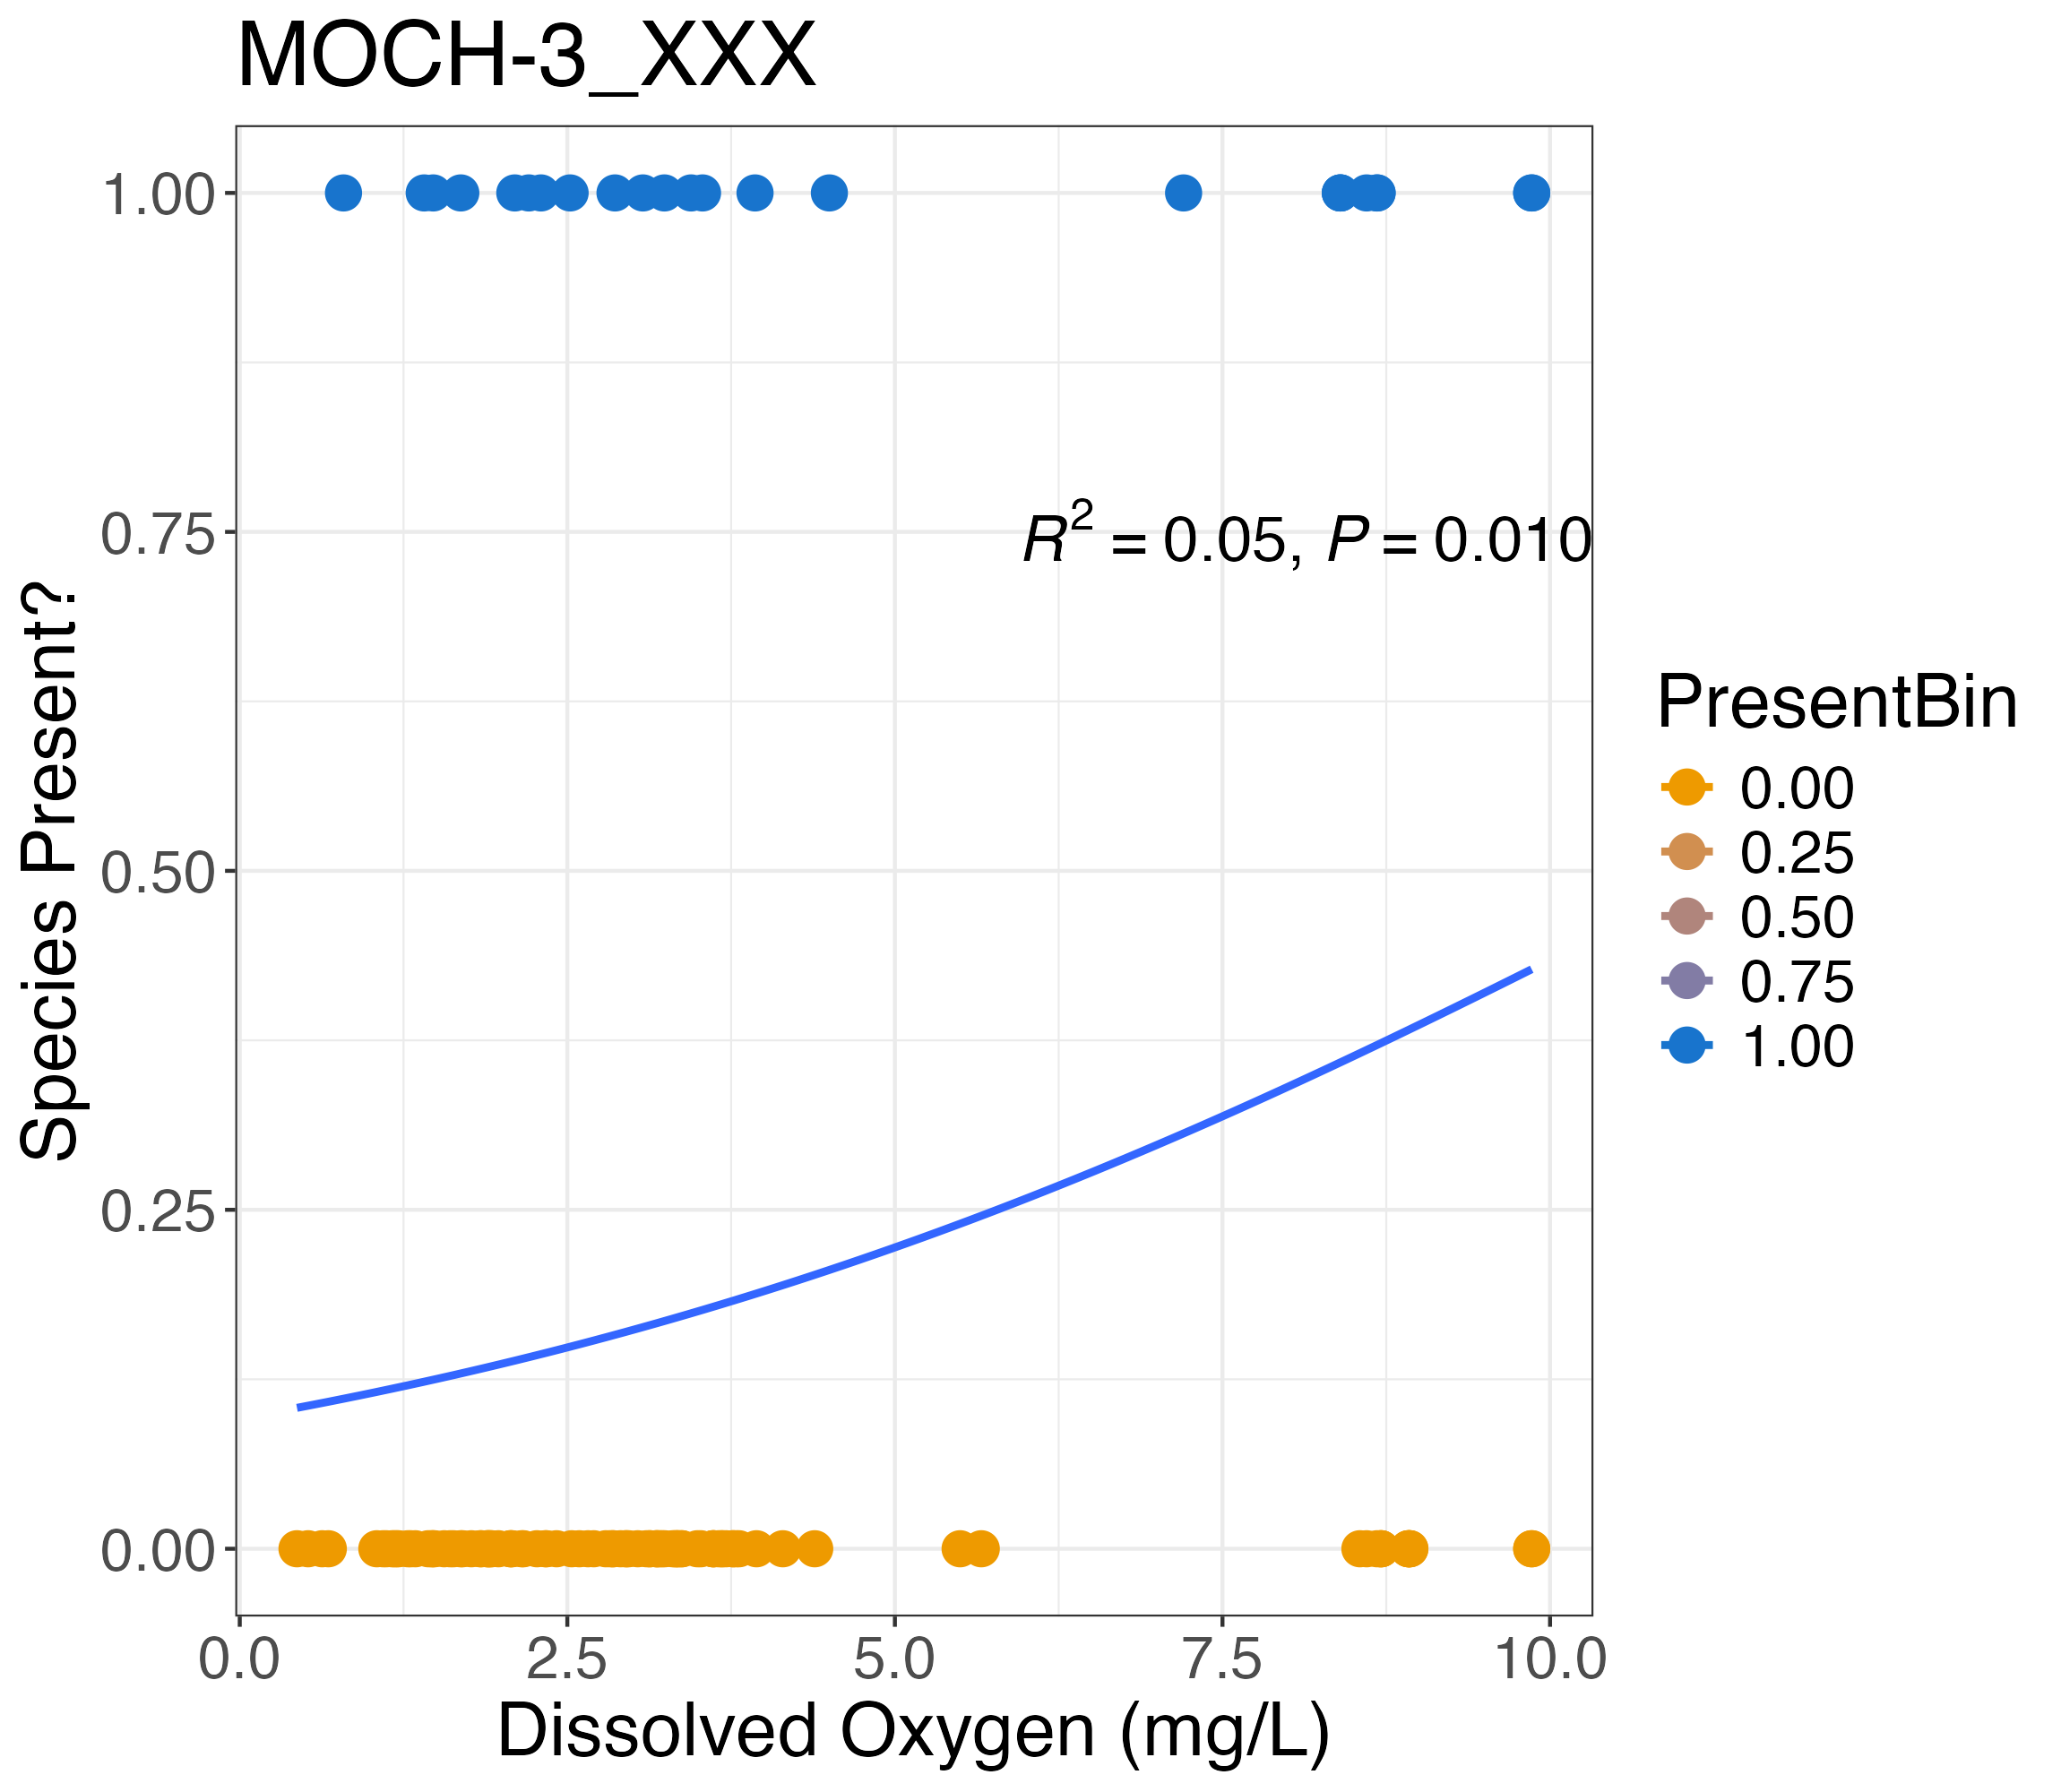 MOCH-3_XXX
1.00
0.75
0.50
0.25
0.00
Species Present?
R² = 0.05, P = 0.010
0.0 2.5 5.0 7.5 10.0
Dissolved Oxygen (mg/L)
PresentBin
0.00
0.25
0.50
0.75
1.00